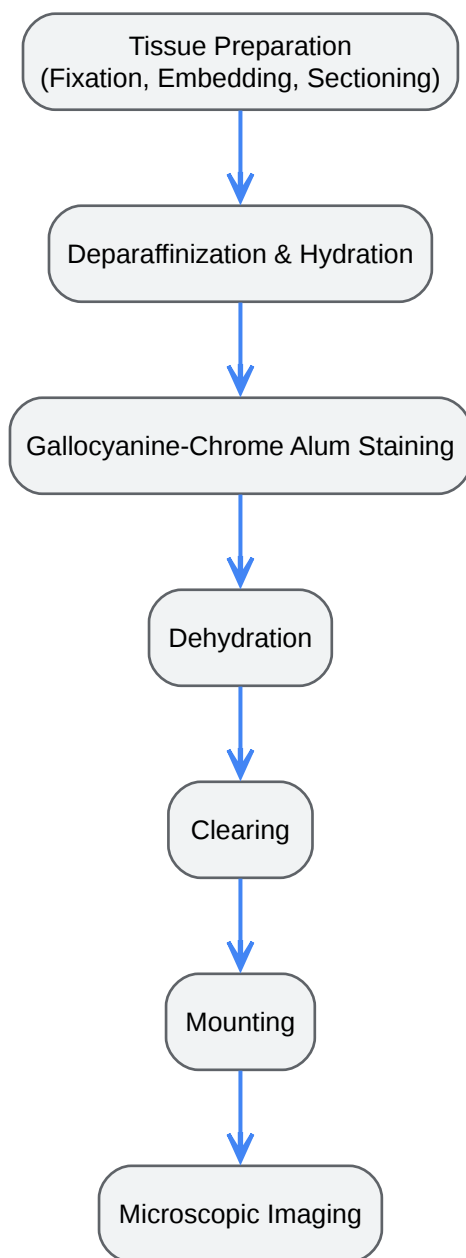 Tissue Preparation
(Fixation, Embedding, Sectioning)
Deparaffinization & Hydration
Gallocyanine-Chrome Alum Staining
Dehydration
Clearing
Mounting
Microscopic Imaging